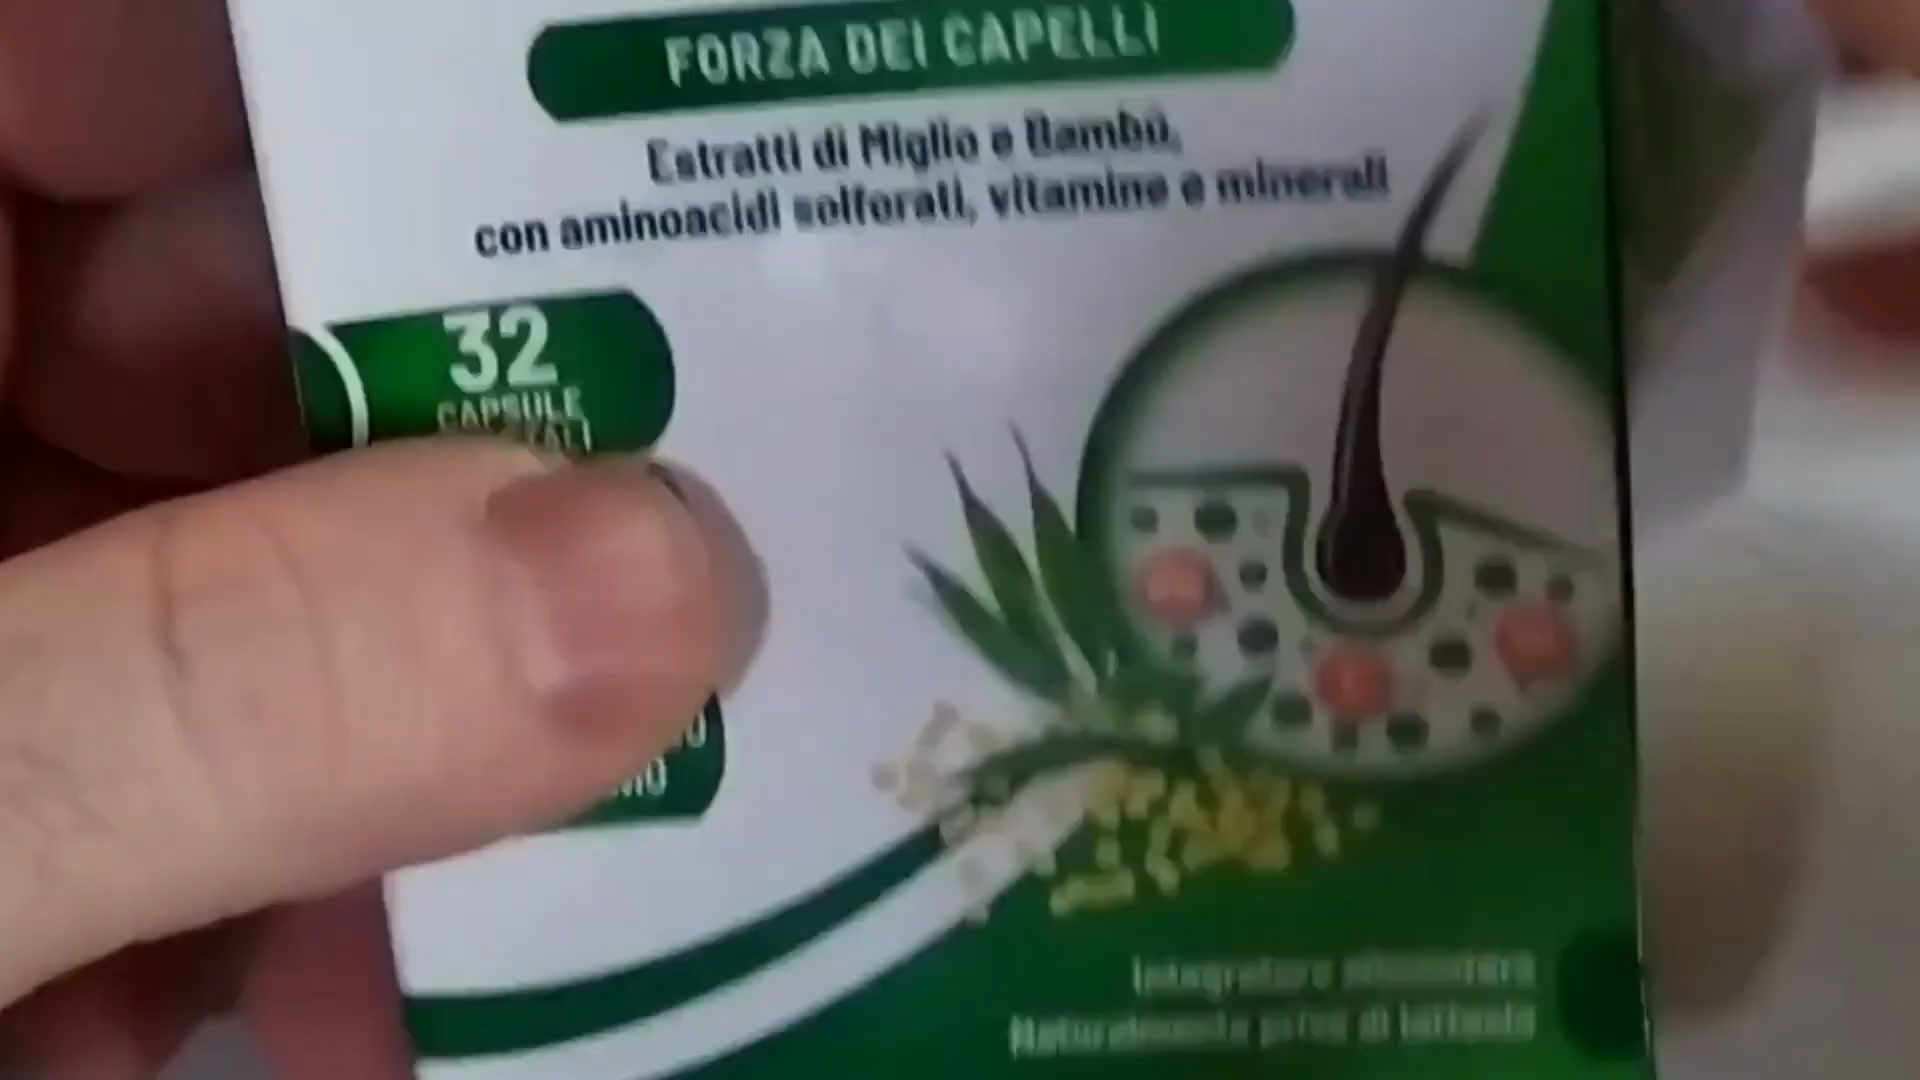 FORZA DEI CAPELLI
Estratti di Miglio e Bambù,
con aminoacidi solforati, vitamine e minerali
32
CAPSULE
Integratore alimentare
Naturalmente privo di lattosio